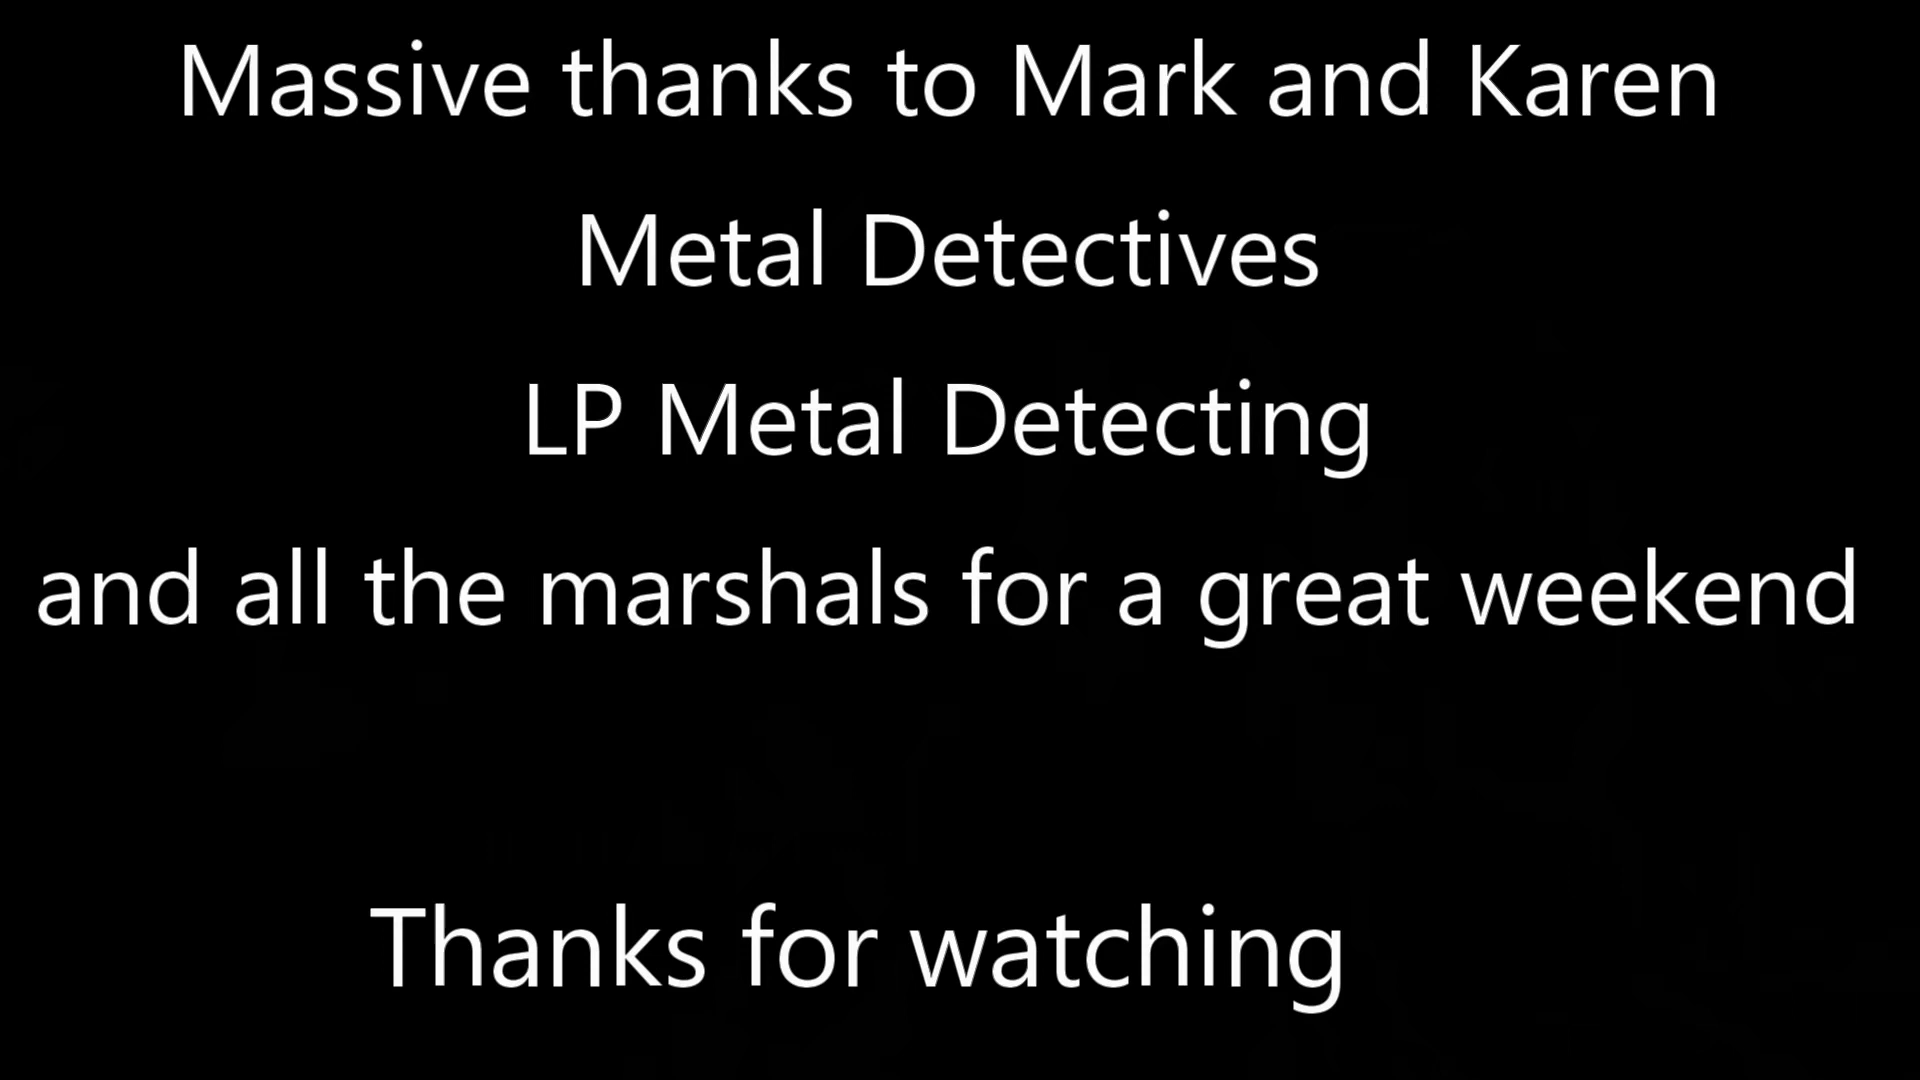 Massive thanks to Mark and Karen
Metal Detectives
LP Metal Detecting
and all the marshals for a great weekend
Thanks for watching